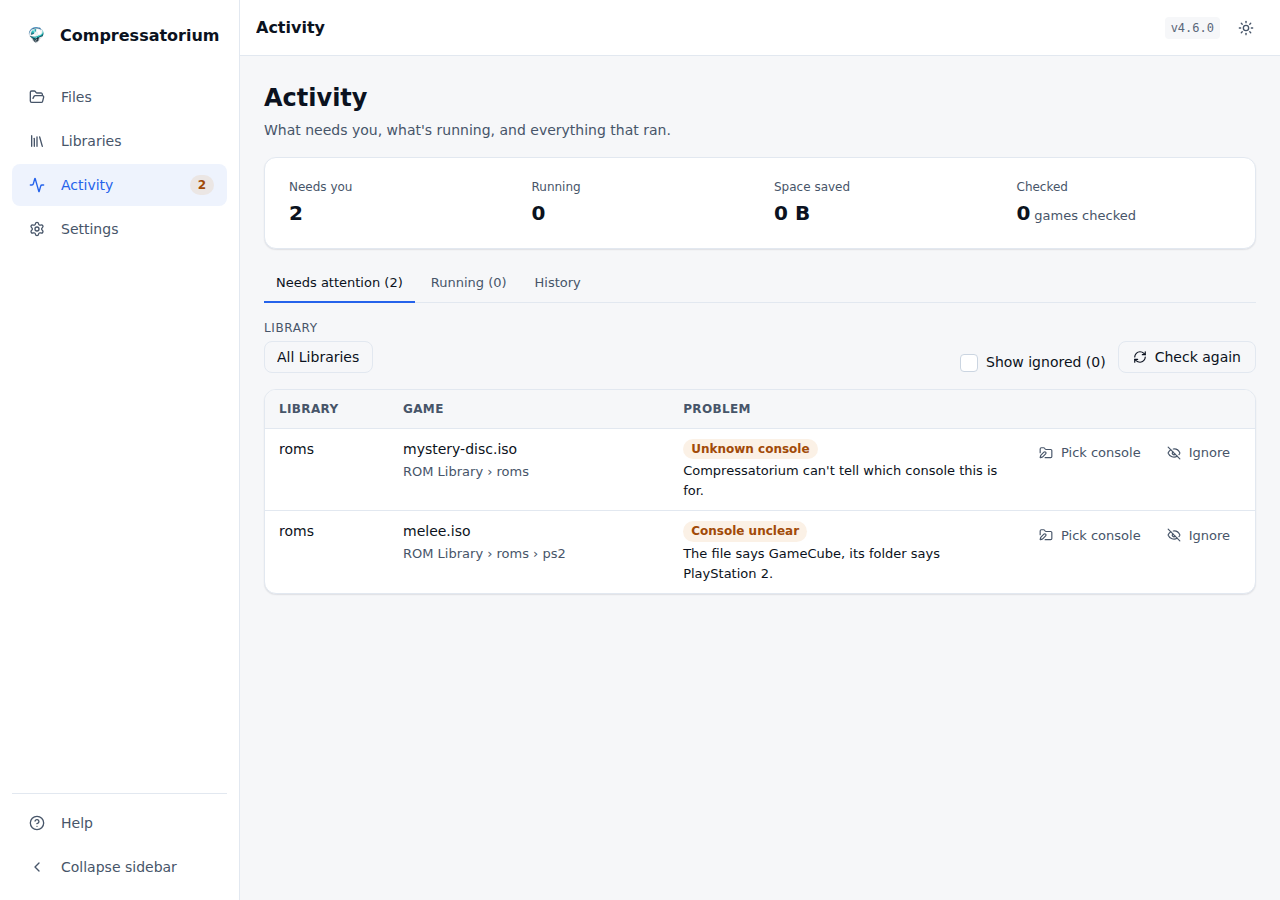 Compressatorium
Activity
v4.6.0
Files
Libraries
Activity 2
Settings
Help
Collapse sidebar
Activity
What needs you, what's running, and everything that ran.
Needs you
2
Running
0
Space saved
0 B
Checked
0 games checked
Needs attention (2)
Running (0)
History
LIBRARY
All Libraries
Show ignored (0)
Check again
LIBRARY GAME PROBLEM
roms
mystery-disc.iso
ROM Library › roms
Unknown console
Compressatorium can't tell which console this is
for.
Pick console
Ignore
roms
melee.iso
ROM Library › roms › ps2
Console unclear
The file says GameCube, its folder says
PlayStation 2.
Pick console
Ignore